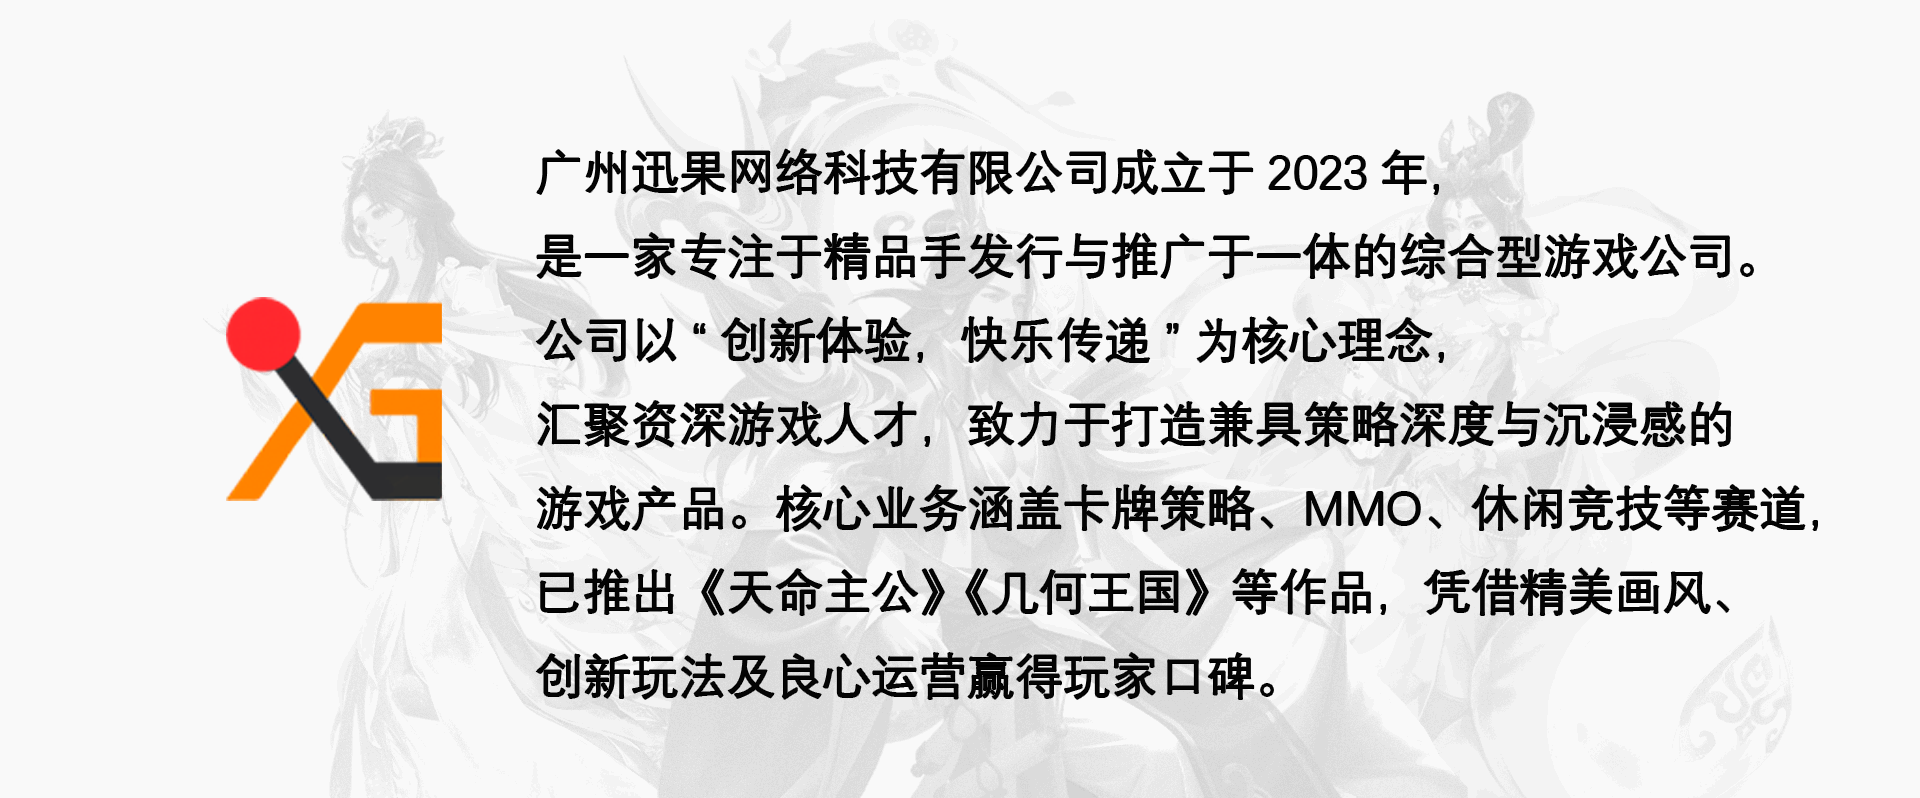 广州迅果网络科技有限公司成立于 2023 年，
是一家专注于精品手发行与推广于一体的综合型游戏公司。
公司以 “ 创新体验，快乐传递 ” 为核心理念，
汇聚资深游戏人才，致力于打造兼具策略深度与沉浸感的
游戏产品。核心业务涵盖卡牌策略、MMO、休闲竞技等赛道，
已推出《天命主公》《几何王国》等作品，凭借精美画风、
创新玩法及良心运营赢得玩家口碑。
XG